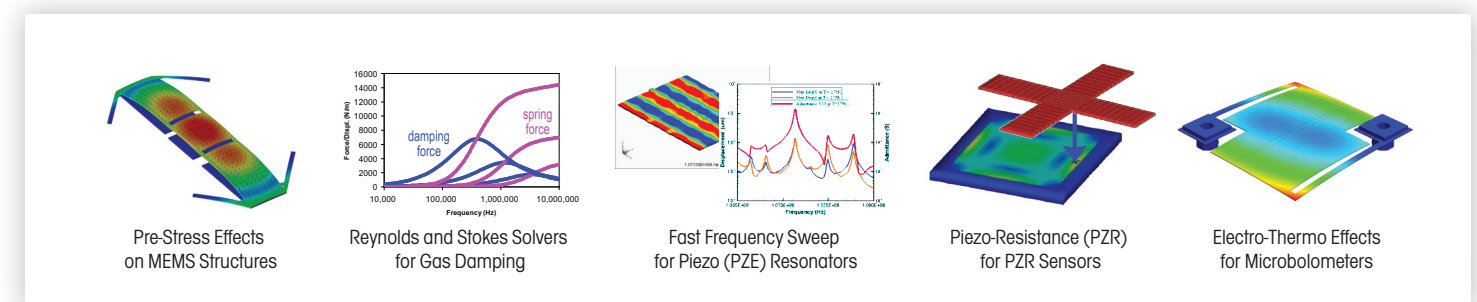 16000
14000
12000
10000
8000
6000
4000
2000
0
Force/Displ. (N/m)
damping
force
spring
force
10,000
100,000
1,000,000
10,000,000
Frequency (Hz)
Displacement (µm)
Admittance (S)
Frequency (Hz)
Pre-Stress Effects
on MEMS Structures
Reynolds and Stokes Solvers
for Gas Damping
Fast Frequency Sweep
for Piezo (PZE) Resonators
Piezo-Resistance (PZR)
for PZR Sensors
Electro-Thermo Effects
for Microbolometers